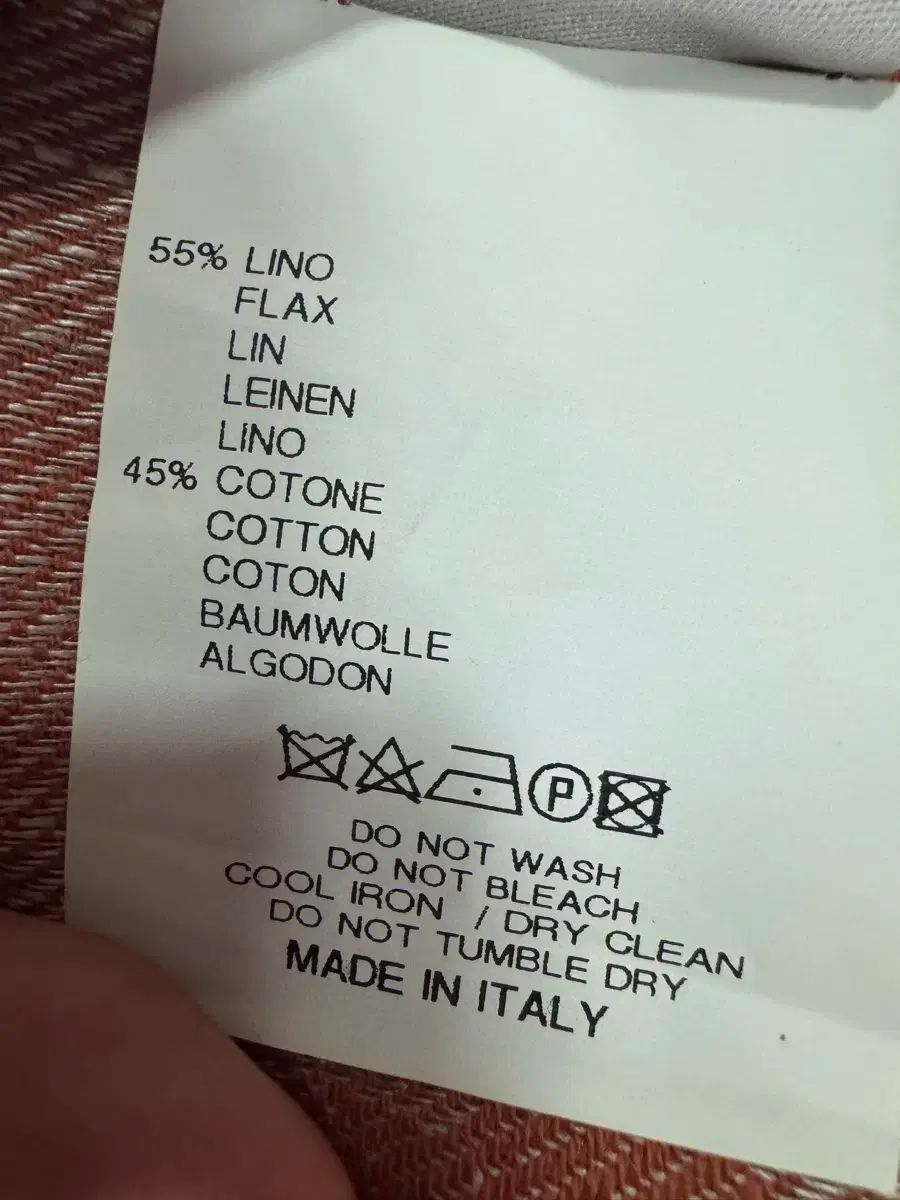 55% LINO
FLAX
LIN
LEINEN
LINO
45% COTONE
COTTON
COTON
BAUMWOLLE
ALGODON
P
DO NOT WASH
DO NOT BLEACH
COOL IRON / DRY CLEAN
DO NOT TUMBLE DRY
MADE IN ITALY